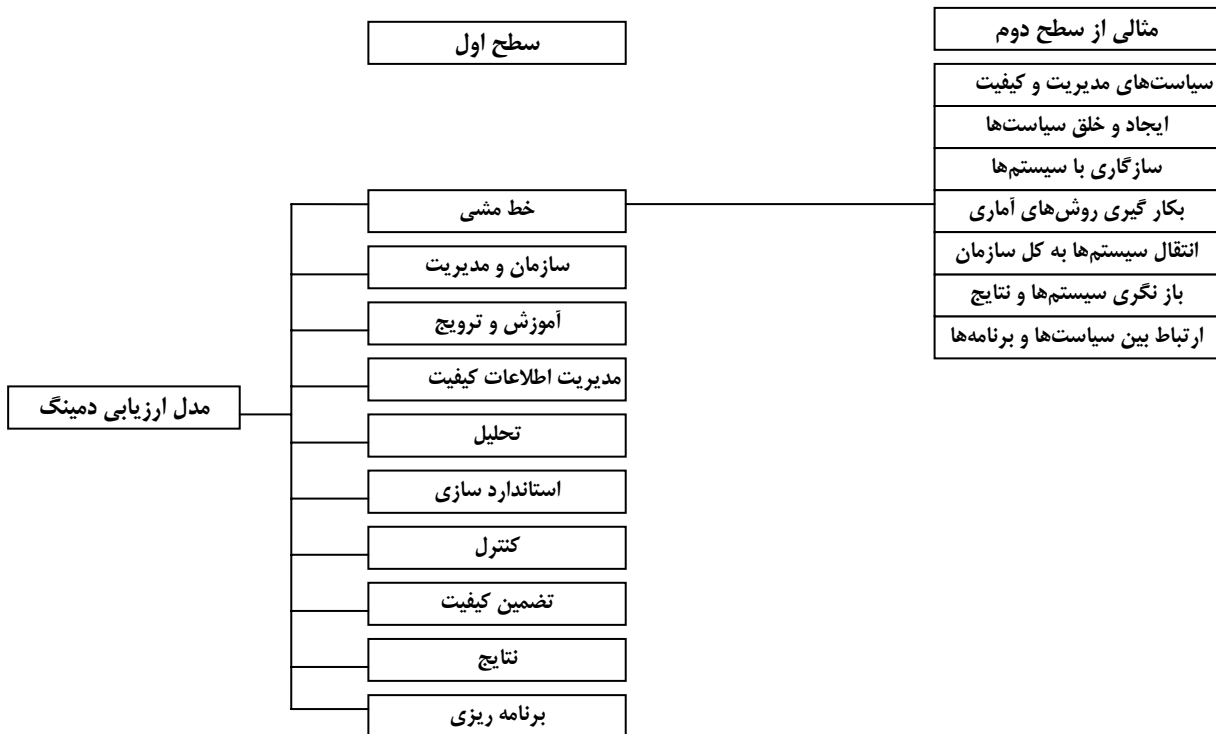 مثالی از سطح دوم
سطح اول
سیاست‌های مدیریت و کیفیت
ایجاد و خلق سیاست‌ها
سازگاری با سیستم‌ها
بکار گیری روش‌های آماری
انتقال سیستم‌ها به کل سازمان
باز نگری سیستم‌ها و نتایج
ارتباط بین سیاست‌ها و برنامه‌ها
خط مشی
سازمان و مدیریت
آموزش و ترویج
مدیریت اطلاعات کیفیت
تحلیل
استاندارد سازی
کنترل
تضمین کیفیت
نتایج
برنامه ریزی
مدل ارزیابی دمینگ